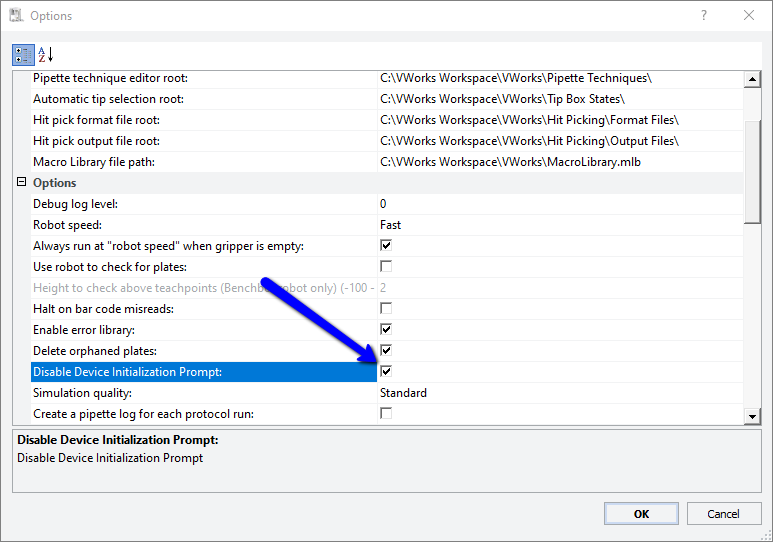 Options
A
Z
Pipette technique editor root: C:\VWorks Workspace\VWorks\Pipette Techniques\
Automatic tip selection root: C:\VWorks Workspace\VWorks\Tip Box States\
Hit pick format file root: C:\VWorks Workspace\VWorks\Hit Picking\Format Files\
Hit pick output file root: C:\VWorks Workspace\VWorks\Hit Picking\Output Files\
Macro Library file path: C:\VWorks Workspace\VWorks\MacroLibrary.mlb
Options
Debug log level: 0
Robot speed: Fast
Always run at "robot speed" when gripper is empty:
Use robot to check for plates:
Height to check above teachpoints (Benchbot robot only) (-100 - 2
Halt on bar code misreads:
Enable error library:
Delete orphaned plates:
Disable Device Initialization Prompt:
Simulation quality: Standard
Create a pipette log for each protocol run:
Disable Device Initialization Prompt:
Disable Device Initialization Prompt
OK Cancel